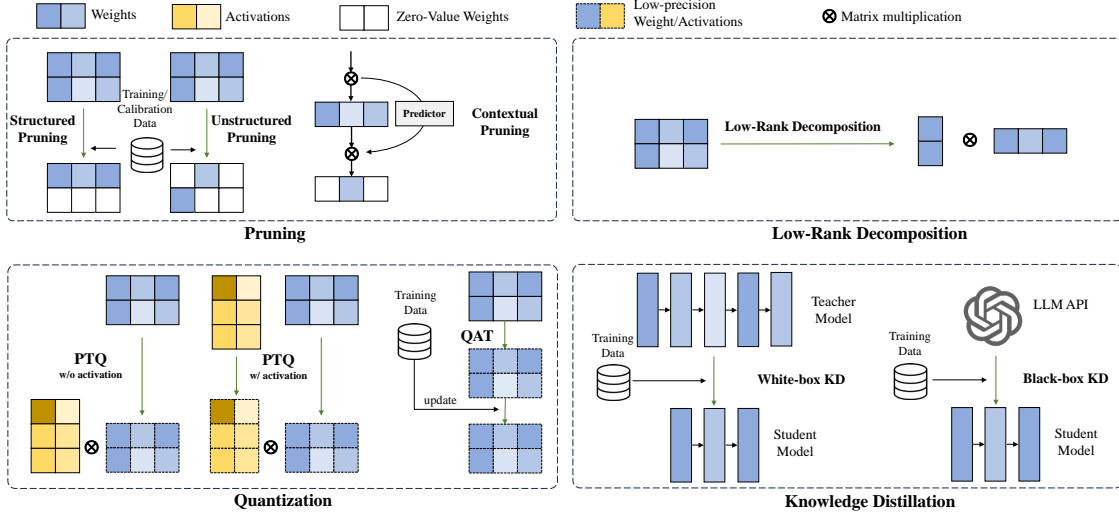 Weights
Activations
Zero-Value Weights
Low-precision
Weight/Activations
Matrix multiplication
Training/
Calibration
Data
Structured
Pruning
Unstructured
Pruning
Predictor
Contextual
Pruning
Pruning
Low-Rank Decomposition
Low-Rank Decomposition
PTQ
w/o activation
PTQ
w/ activation
Training
Data
QAT
update
Quantization
Teacher
Model
Training
Data
White-box KD
Student
Model
LLM API
Training
Data
Black-box KD
Student
Model
Knowledge Distillation